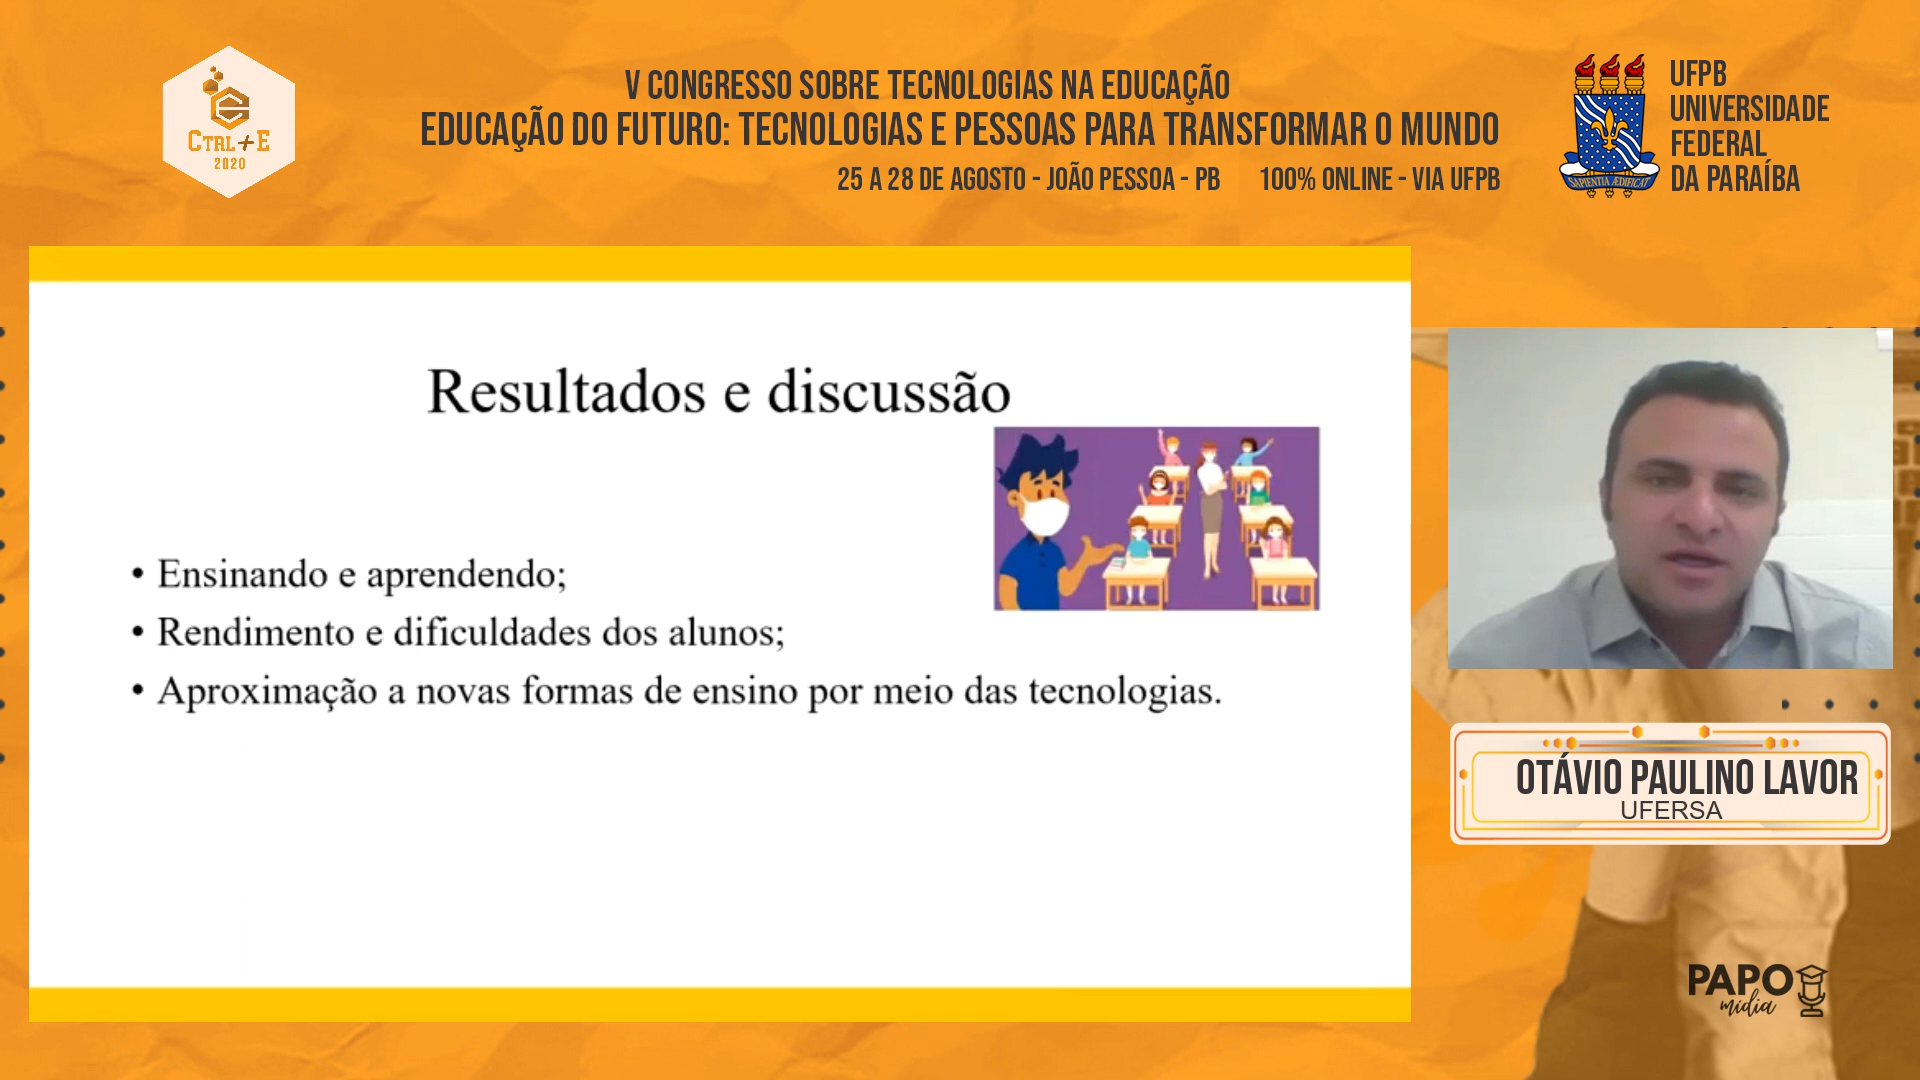 CTRL+E
2020
V CONGRESSO SOBRE TECNOLOGIAS NA EDUCAÇÃO
EDUCAÇÃO DO FUTURO: TECNOLOGIAS E PESSOAS PARA TRANSFORMAR O MUNDO
25 A 28 DE AGOSTO - JOÃO PESSOA - PB 100% ONLINE - VIA UFPB
SAPIENTIA ÆDIFICAT
UFPB
UNIVERSIDADE
FEDERAL
DA PARAÍBA
Resultados e discussão
• Ensinando e aprendendo;
• Rendimento e dificuldades dos alunos;
• Aproximação a novas formas de ensino por meio das tecnologias.
OTÁVIO PAULINO LAVOR
UFERSA
PAPO
mídia